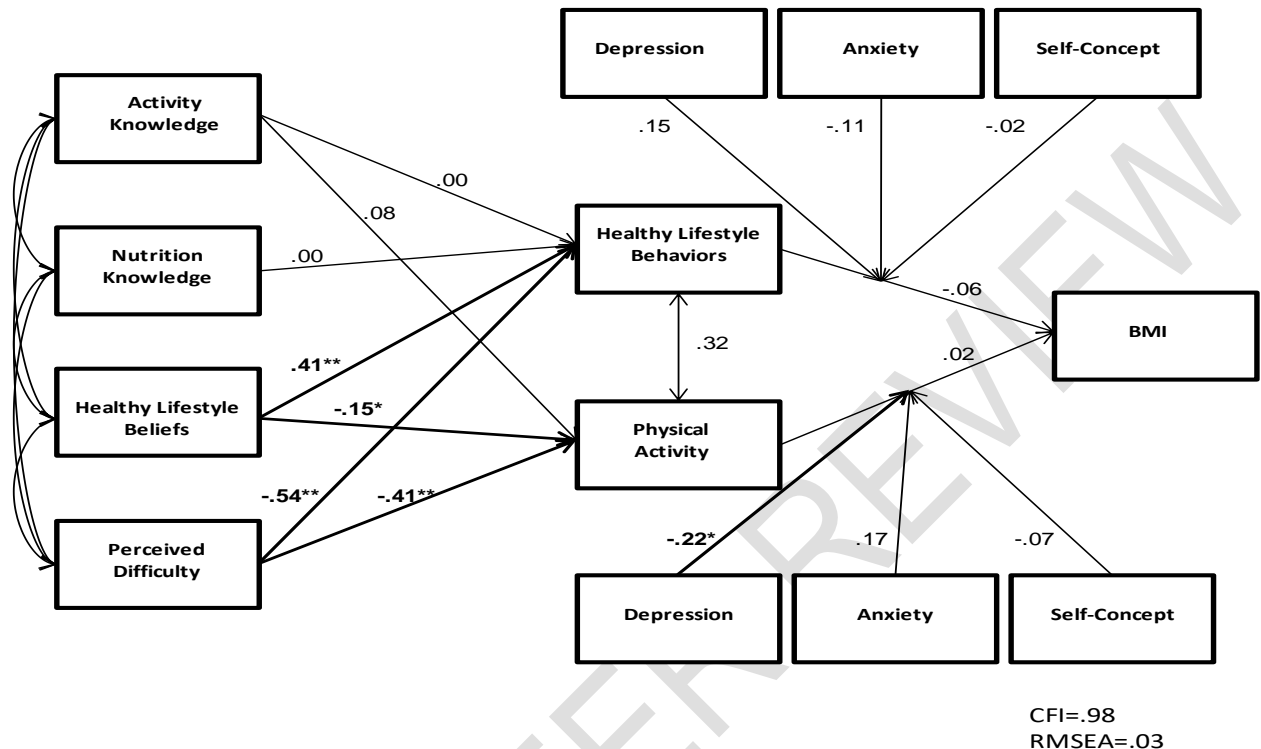 Depression
Anxiety
Self-Concept
Activity
Knowledge
.15
-.11
-.02
.00
.08
Nutrition
Knowledge
.00
Healthy Lifestyle
Behaviors
-.06
BMI
.32
.02
.41**
Healthy Lifestyle
Beliefs
-.15*
Physical
Activity
-.54**
-.41**
Perceived
Difficulty
-.22*
.17
-.07
Depression
Anxiety
Self-Concept
CFI=.98
RMSEA=.03
ER REVIEW